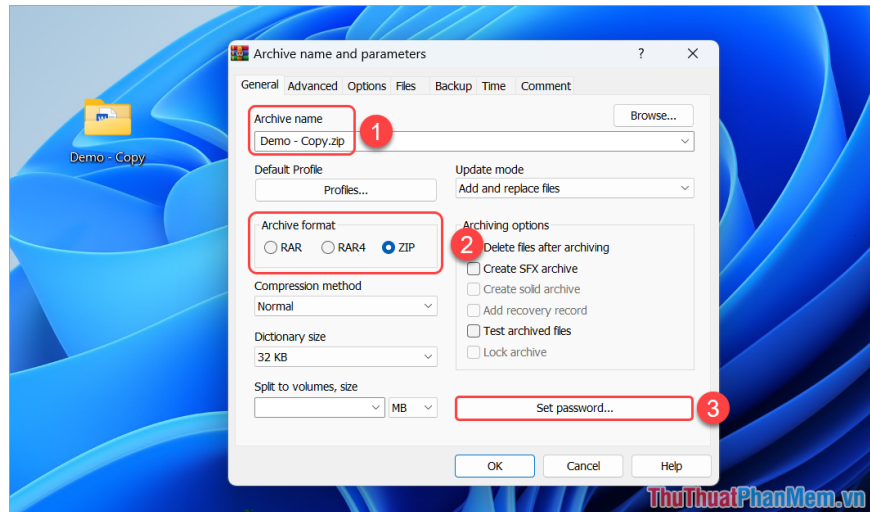 Archive name and parameters
?
General Advanced Options Files Backup Time Comment
Archive name
1
Browse...
Demo - Copy.zip
Demo - Copy
Default Profile
Update mode
Profiles...
Add and replace files
Archive format
Archiving options
RAR RAR4 ZIP
2
Delete files after archiving
Create SFX archive
Compression method
Create solid archive
Normal
Add recovery record
Dictionary size
Test archived files
32 KB
Lock archive
Split to volumes, size
MB
Set password...
3
OK Cancel Help
ThuThuatPhanMem.vn